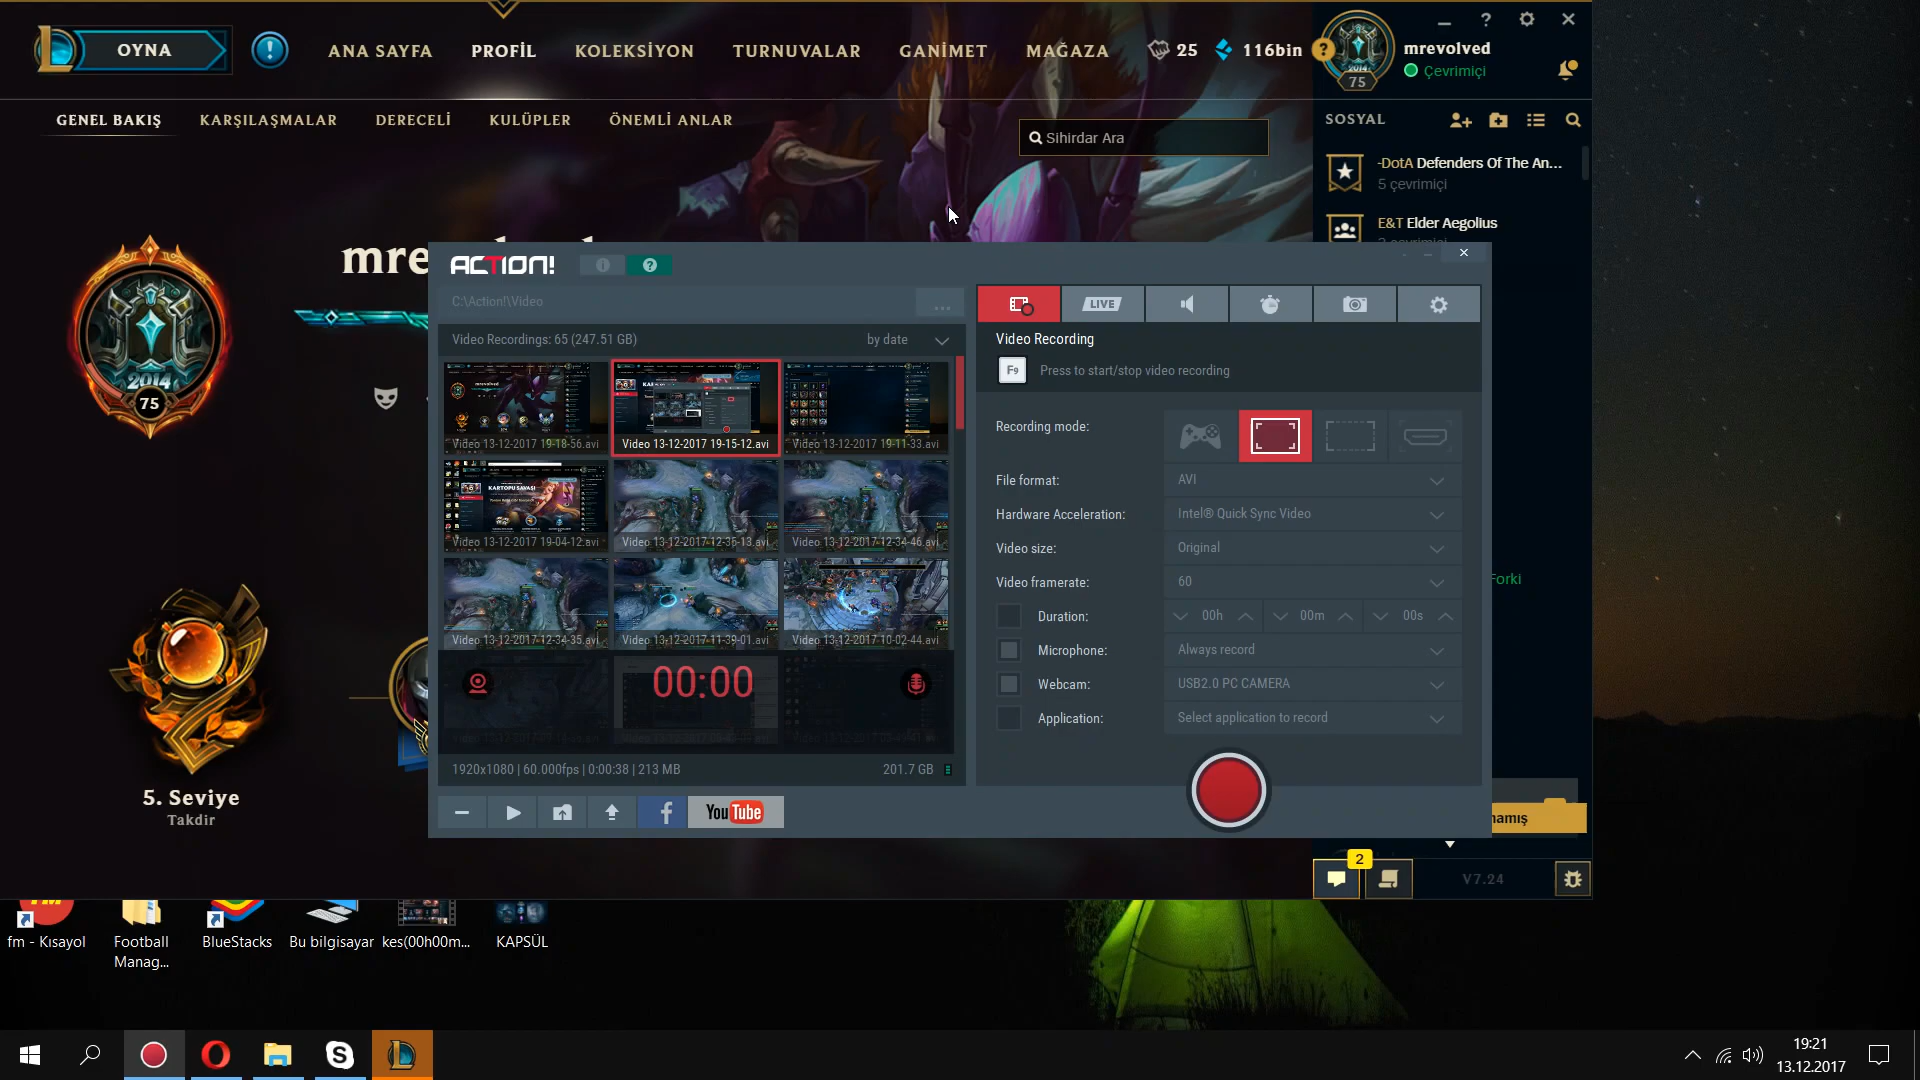 OYNA
ANA SAYFA
PROFİL
KOLEKSİYON
TURNUVALAR
GANİMET
MAĞAZA
25
116bin
mrevolved
Çevrimiçi
2014
75
GENEL BAKIŞ
KARŞILAŞMALAR
DERECELİ
KULÜPLER
ÖNEMLİ ANLAR
Sihirdar Ara
SOSYAL
-DotA Defenders Of The An...
5 çevrimiçi
E&T Elder Aegolius
mre
2014
75
5. Seviye
Takdir
ACTION!
C:\Action!\Video
...
Video Recordings: 65 (247.51 GB)
by date
Video 13-12-2017 19-18-56.avi
Video 13-12-2017 19-15-12.avi
Video 13-12-2017 19-11-33.avi
Video 13-12-2017 19-04-12.avi
Video 13-12-2017 12-35-13.avi
Video 13-12-2017 12-34-46.avi
Video 13-12-2017 12-34-35.avi
Video 13-12-2017 11-39-01.avi
Video 13-12-2017 10-02-44.avi
00:00
1920x1080 | 60.000fps | 0:00:38 | 213 MB
201.7 GB
f
YouTube
LIVE
Video Recording
F9
Press to start/stop video recording
Recording mode:
File format:
AVI
Hardware Acceleration:
Intel® Quick Sync Video
Video size:
Original
Video framerate:
60
Duration:
00h
00m
00s
Microphone:
Always record
Webcam:
USB2.0 PC CAMERA
Application:
Select application to record
Forki
namış
2
V7.24
fm - Kısayol
Football Manag...
BlueStacks
Bu bilgisayar
kes(00h00m...
KAPSÜL
19:21
13.12.2017